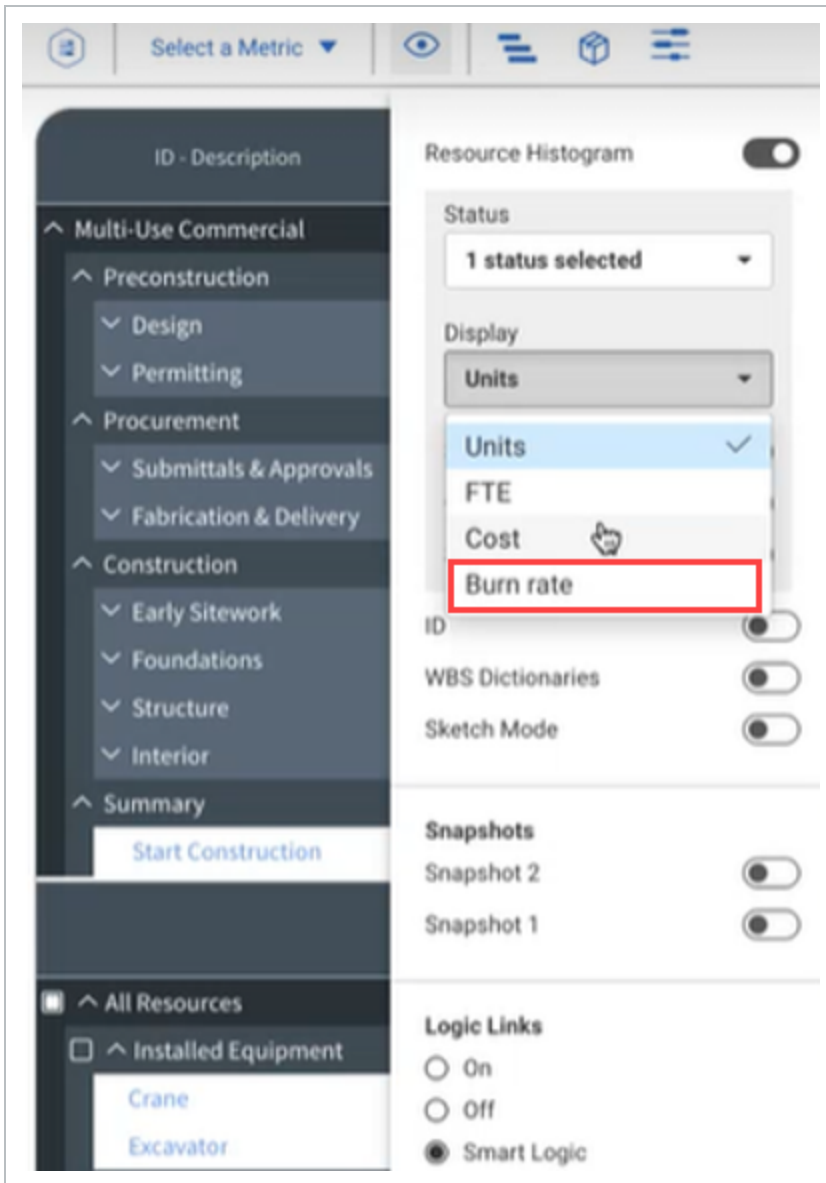 Select a Metric
ID - Description
Multi-Use Commercial
Preconstruction
Design
Permitting
Procurement
Submittals & Approvals
Fabrication & Delivery
Construction
Early Sitework
Foundations
Structure
Interior
Summary
Start Construction
All Resources
Installed Equipment
Crane
Excavator
Resource Histogram
Status
1 status selected
Display
Units
Units
FTE
Cost
Burn rate
ID
WBS Dictionaries
Sketch Mode
Snapshots
Snapshot 2
Snapshot 1
Logic Links
On
Off
Smart Logic